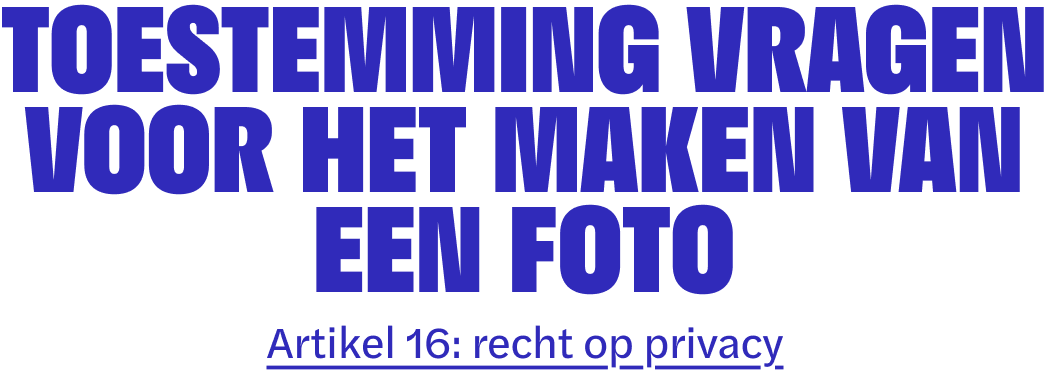 TOESTEMMING VRAGEN
VOOR HET MAKEN VAN
EEN FOTO
Artikel 16: recht op privacy